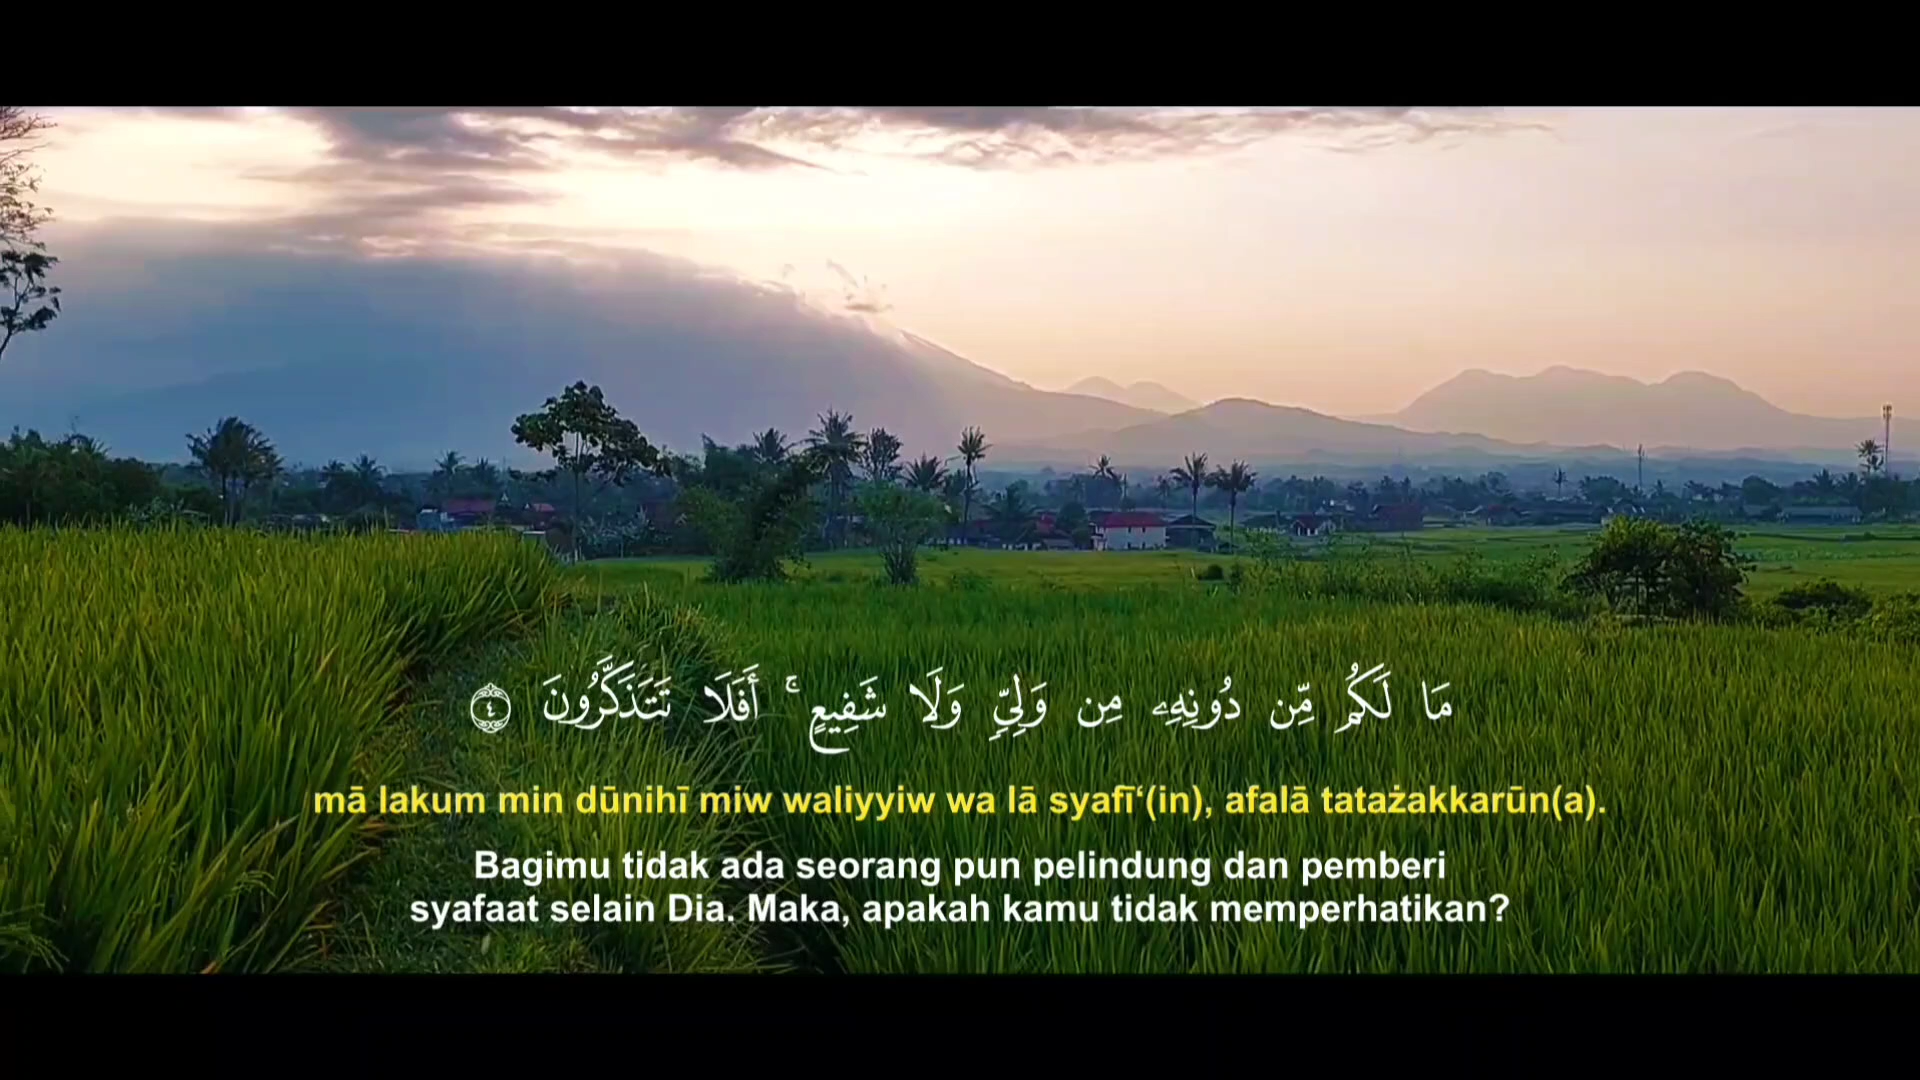 مَا لَكُم مِّن دُونِهِۦ مِن وَلِيٍّ وَلَا شَفِيعٍ ۚ أَفَلَا تَتَذَكَّرُونَ ٤
mā lakum min dūnihī miw waliyyiw wa lā syafī‘(in), afalā tatażakkarūn(a).
Bagimu tidak ada seorang pun pelindung dan pemberi
syafaat selain Dia. Maka, apakah kamu tidak memperhatikan?